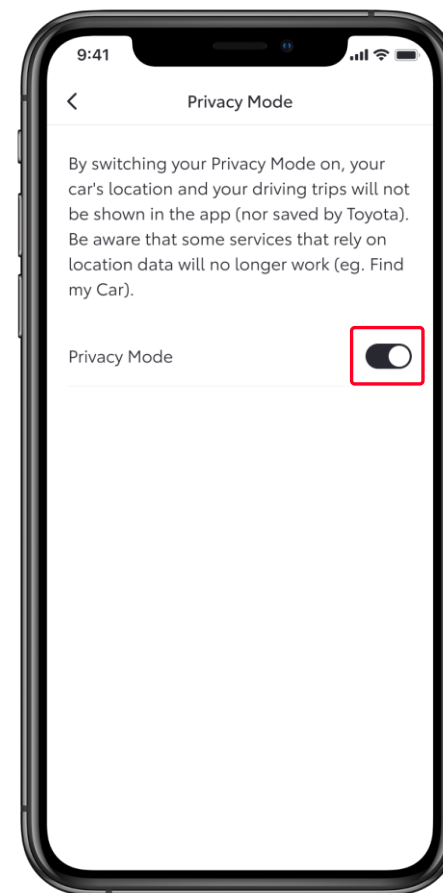 9:41
Privacy Mode
By switching your Privacy Mode on, your
car's location and your driving trips will not
be shown in the app (nor saved by Toyota).
Be aware that some services that rely on
location data will no longer work (eg. Find
my Car).
Privacy Mode